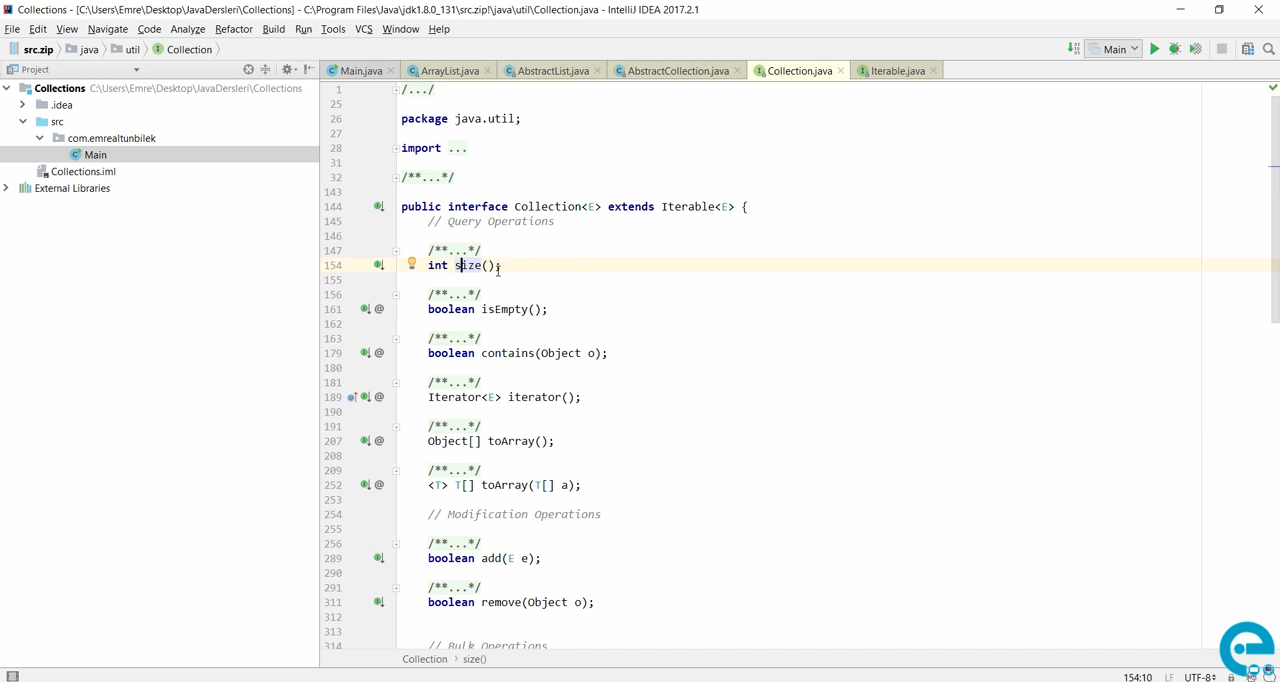 Collections - [C:\Users\Emre\Desktop\JavaDersleri\Collections] - C:\Program Files\Java\jdk1.8.0_131\src.zip!\java\util\Collection.java - IntelliJ IDEA 2017.2.1
File Edit View Navigate Code Analyze Refactor Build Run Tools VCS Window Help
src.zip java util Collection Main
Project Main.java ArrayList.java AbstractList.java AbstractCollection.java Collection.java Iterable.java
Collections C:\Users\Emre\Desktop\JavaDersleri\Collections
.idea
src
com.emrealtunbilek
Main
Collections.iml
External Libraries
1 /.../
25
26 package java.util;
27
28 import ...
31
32 /**...*/
143
144 public interface Collection<E> extends Iterable<E> {
145 // Query Operations
146
147 /**...*/
154 int size();
155
156 /**...*/
161 @ boolean isEmpty();
162
163 /**...*/
179 @ boolean contains(Object o);
180
181 /**...*/
189 @ Iterator<E> iterator();
190
191 /**...*/
207 @ Object[] toArray();
208
209 /**...*/
252 @ <T> T[] toArray(T[] a);
253
254 // Modification Operations
255
256 /**...*/
289 boolean add(E e);
290
291 /**...*/
311 boolean remove(Object o);
312
313
314 // Bulk Operations
Collection size()
154:10 LF UTF-8